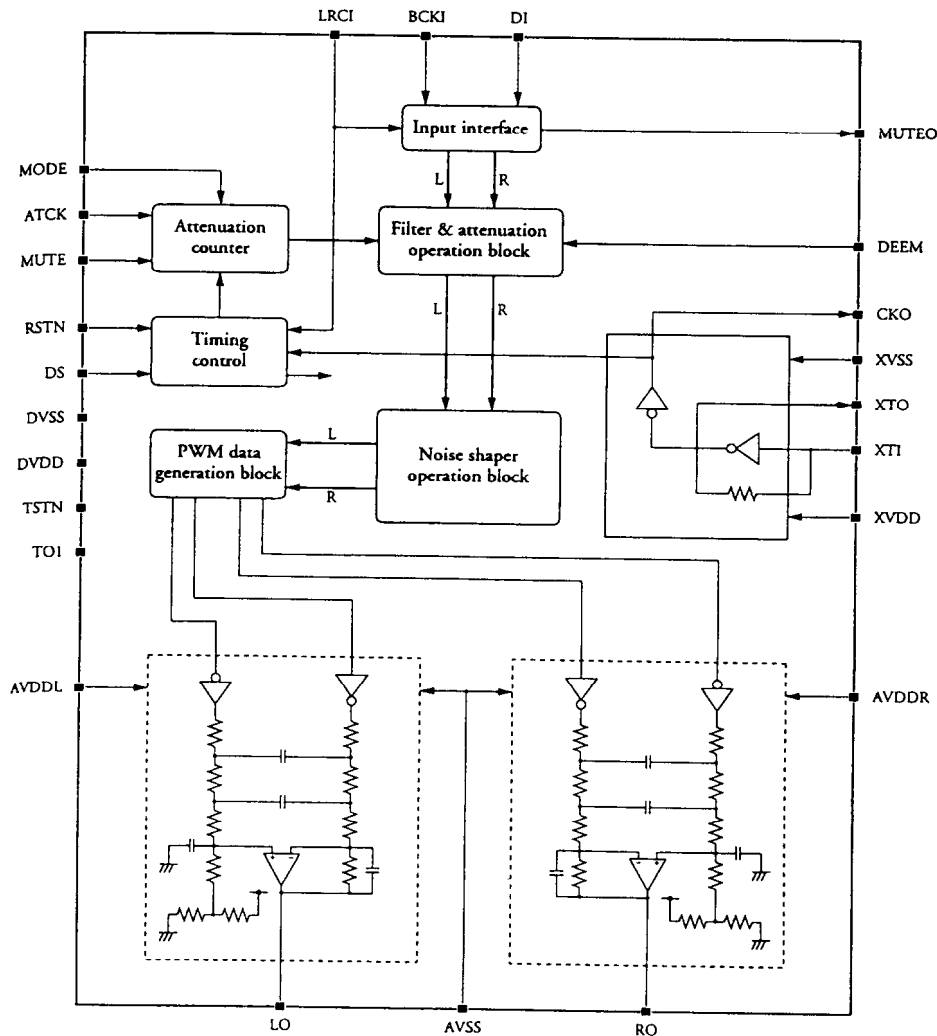 LRCI BCKI DI
Input interface
MUTEO
MODE
L R
ATCK
Attenuation
counter
Filter & attenuation
operation block
MUTE
DEEM
L R
RSTN
Timing
control
CKO
XVSS
DS
XTO
DVSS
L
PWM data
generation block
Noise shaper
operation block
XTI
DVDD
R
TSTN
XVDD
TO1
AVDDL
AVDDR
+ -
- +
LO AVSS RO